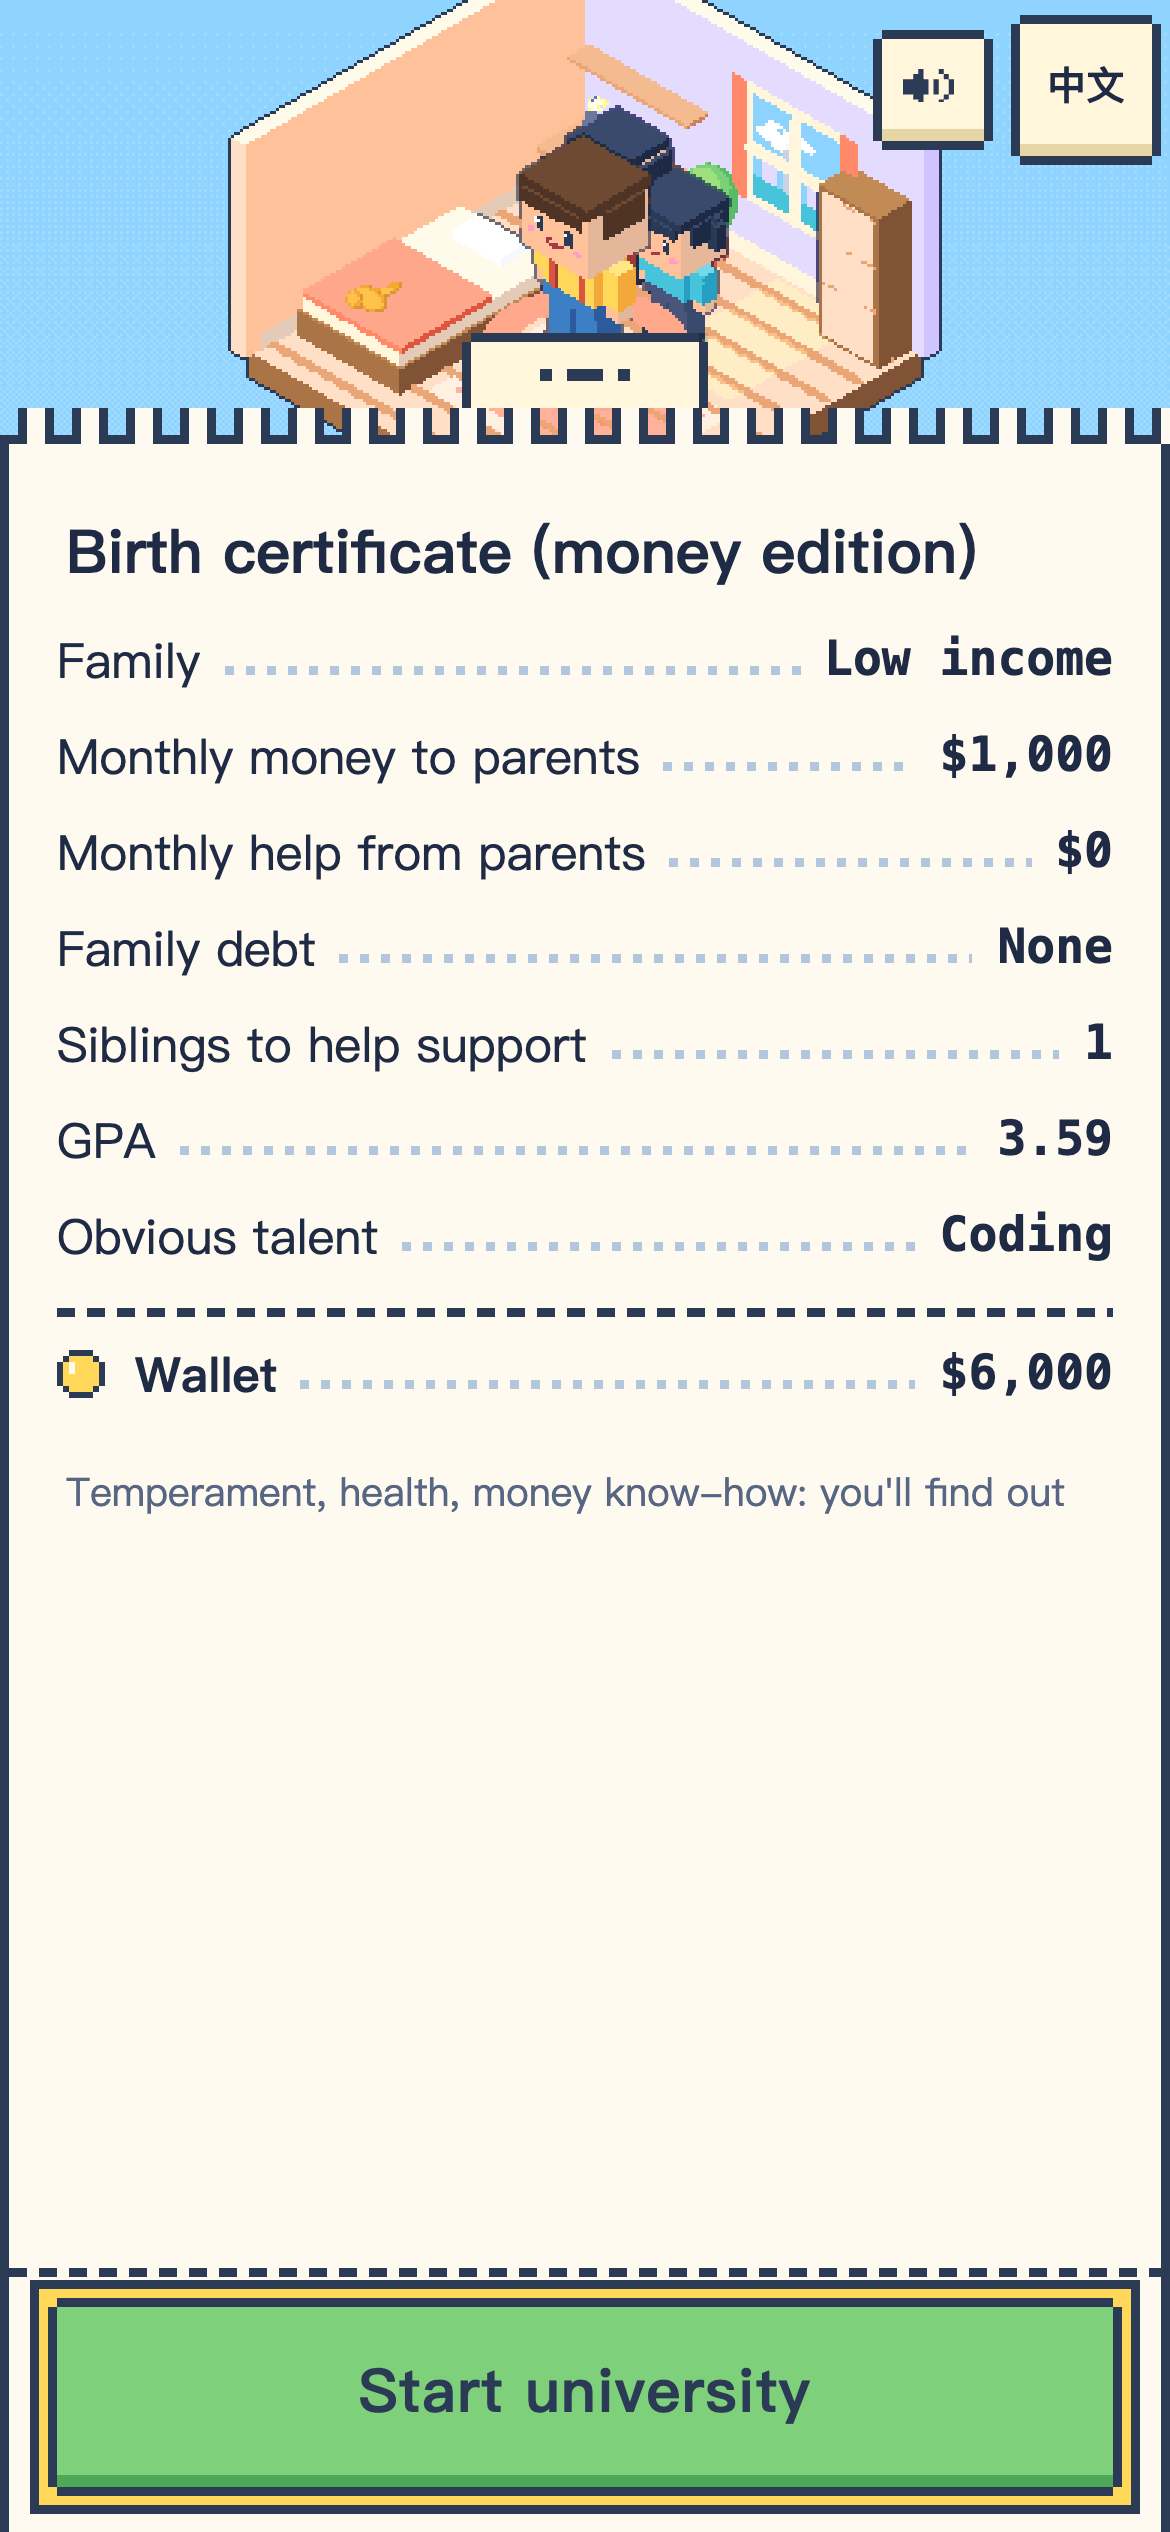 中文
Birth certificate (money edition)
Family Low income
Monthly money to parents $1,000
Monthly help from parents $0
Family debt None
Siblings to help support 1
GPA 3.59
Obvious talent Coding
Wallet $6,000
Temperament, health, money know-how: you'll find out
Start university